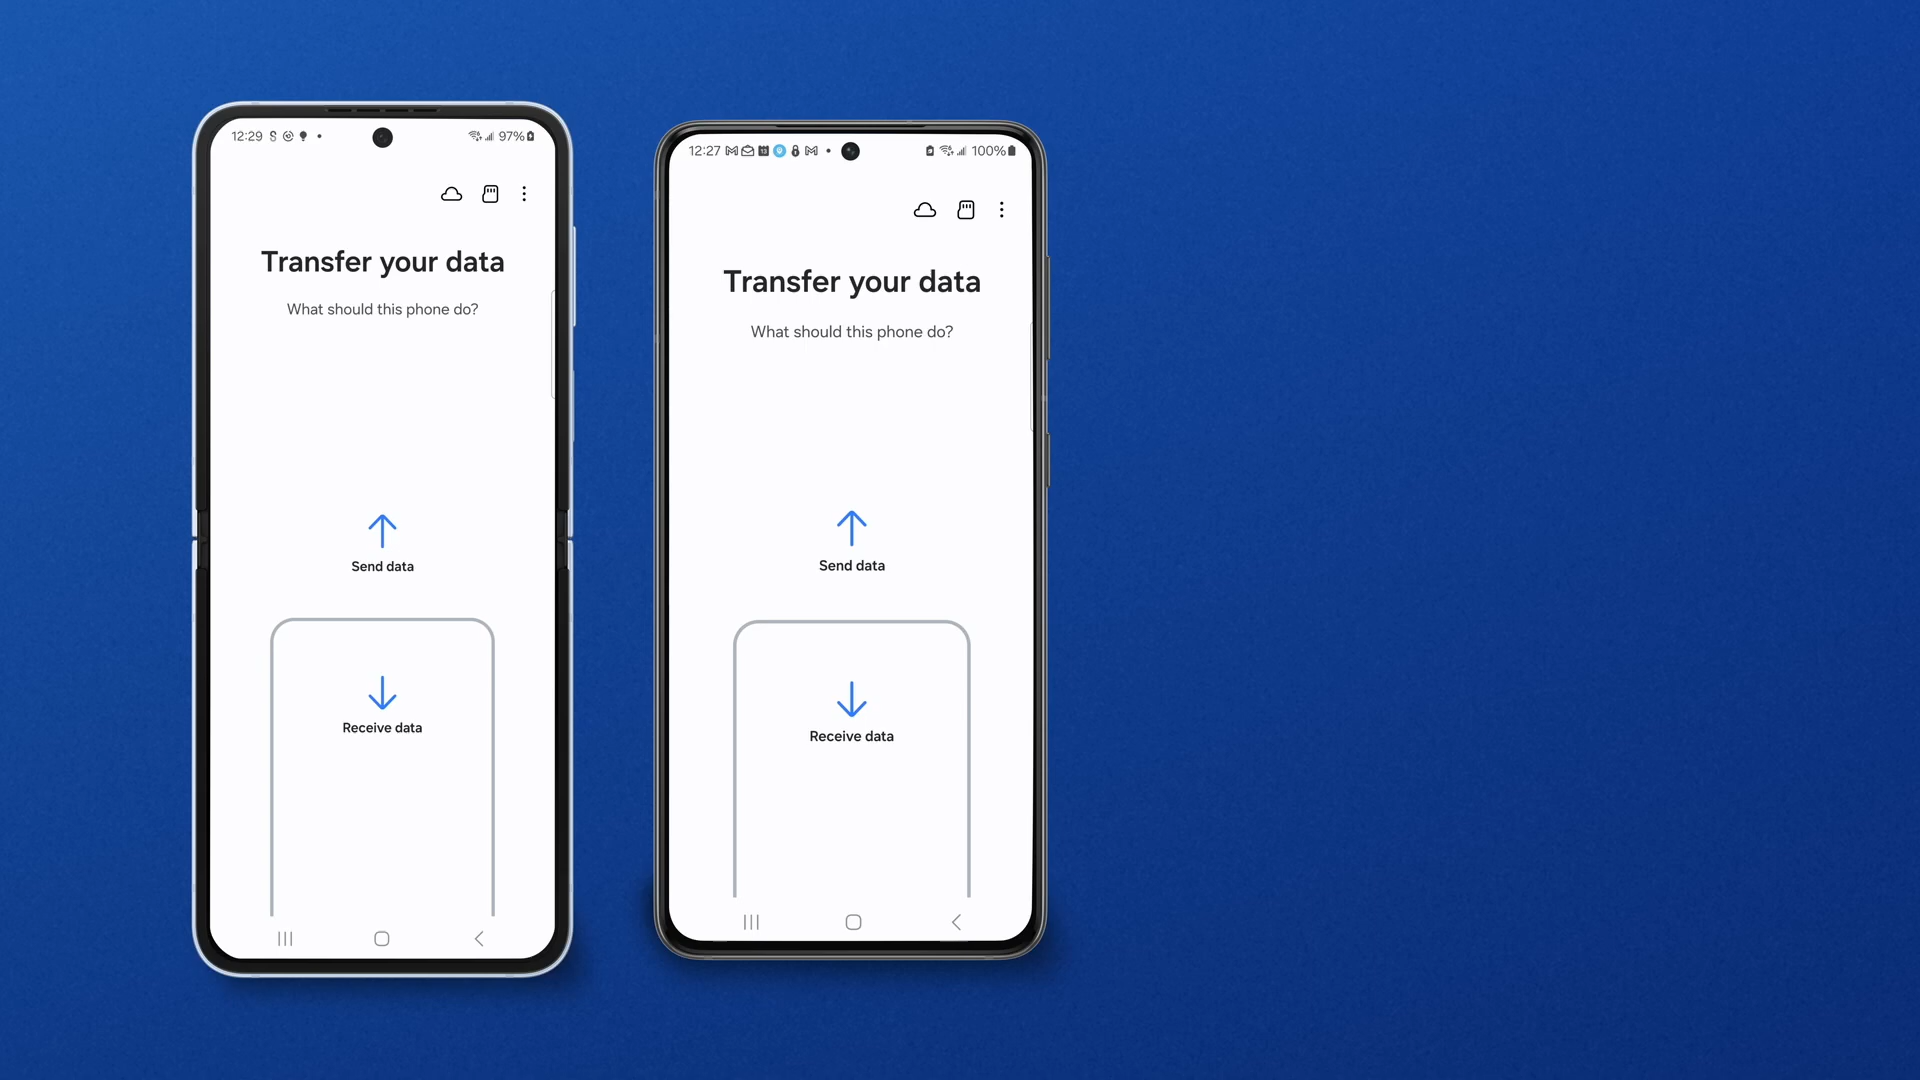 12:29
97%
Transfer your data
What should this phone do?
Send data
Receive data
12:27
100%
Transfer your data
What should this phone do?
Send data
Receive data